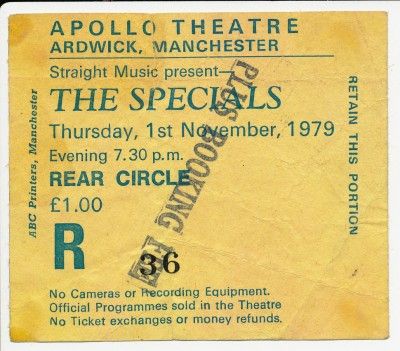 APOLLO THEATRE
ARDWICK, MANCHESTER
Straight Music present—
THE SPECIALS
Thursday, 1st November, 1979
Evening 7.30 p.m.
REAR CIRCLE
£1.00
R 36
No Cameras or Recording Equipment.
Official Programmes sold in the Theatre
No Ticket exchanges or money refunds.
ABC Printers, Manchester
RETAIN THIS PORTION
PLUS BOOKING FEE